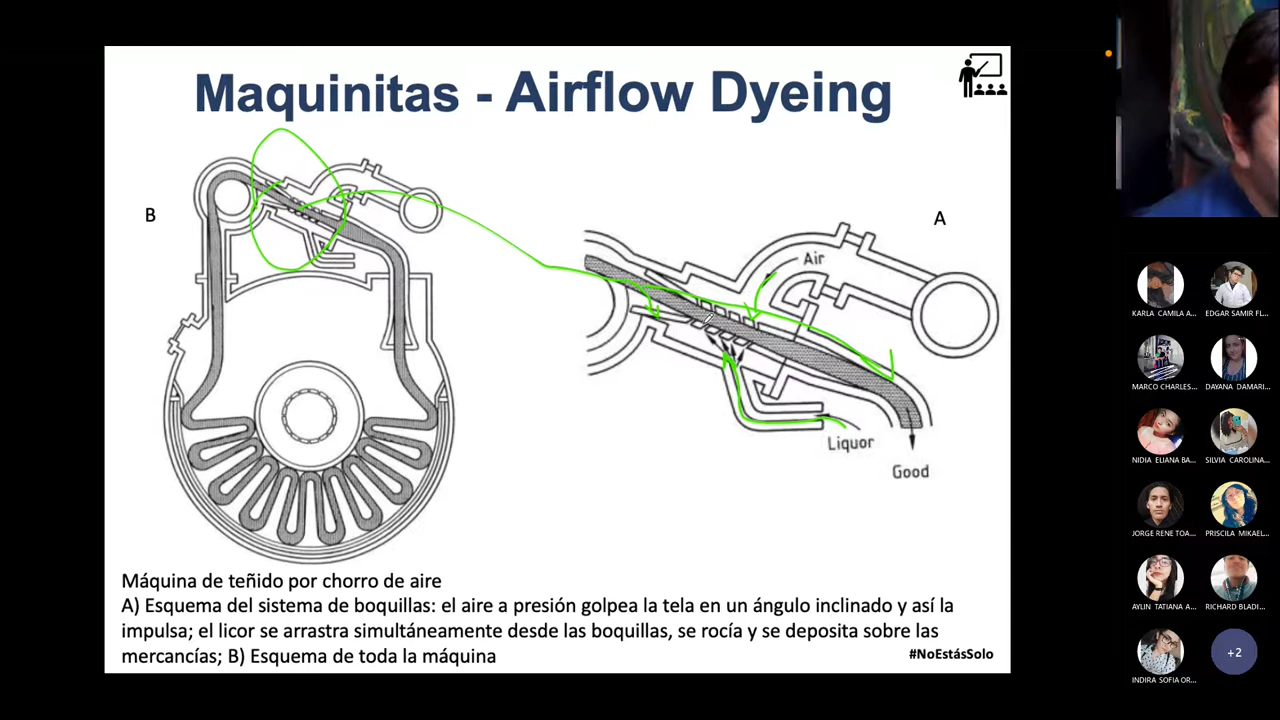 Maquinitas - Airflow Dyeing
B
A
Air
Liquor
Good
Máquina de teñido por chorro de aire
A) Esquema del sistema de boquillas: el aire a presión golpea la tela en un ángulo inclinado y así la
impulsa; el licor se arrastra simultáneamente desde las boquillas, se rocía y se deposita sobre las
mercancías; B) Esquema de toda la máquina
#NoEstásSolo
KARLA CAMILA A...
EDGAR SAMIR FL...
MARCO CHARLES...
DAYANA DAMARI...
NIDIA ELIANA BA...
SILVIA CAROLINA...
JORGE RENE TOA...
PRISCILA MIKAEL...
AYLIN TATIANA A...
RICHARD BLADI...
INDIRA SOFIA OR...
+2